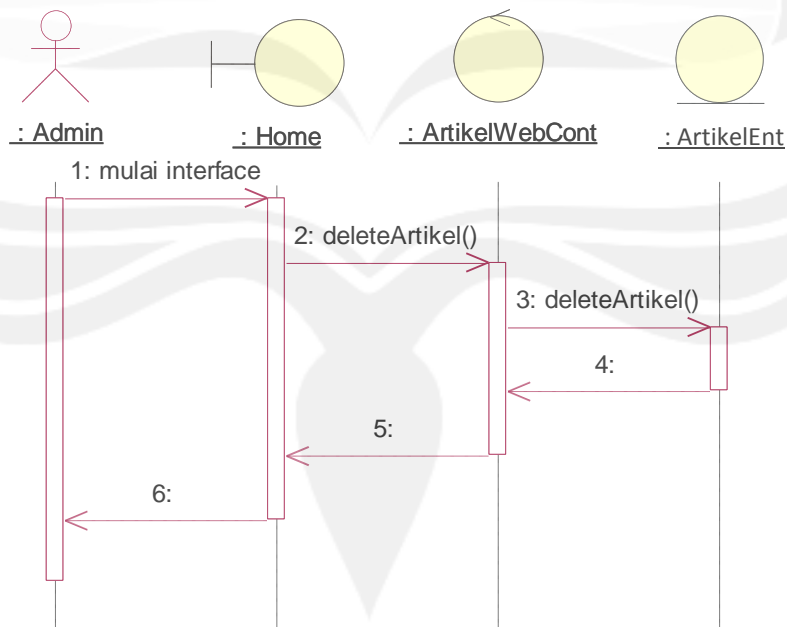 : Admin
: Home
: ArtikelWebCont
: ArtikelEnt
1: mulai interface
2: deleteArtikel()
3: deleteArtikel()
4:
5:
6: